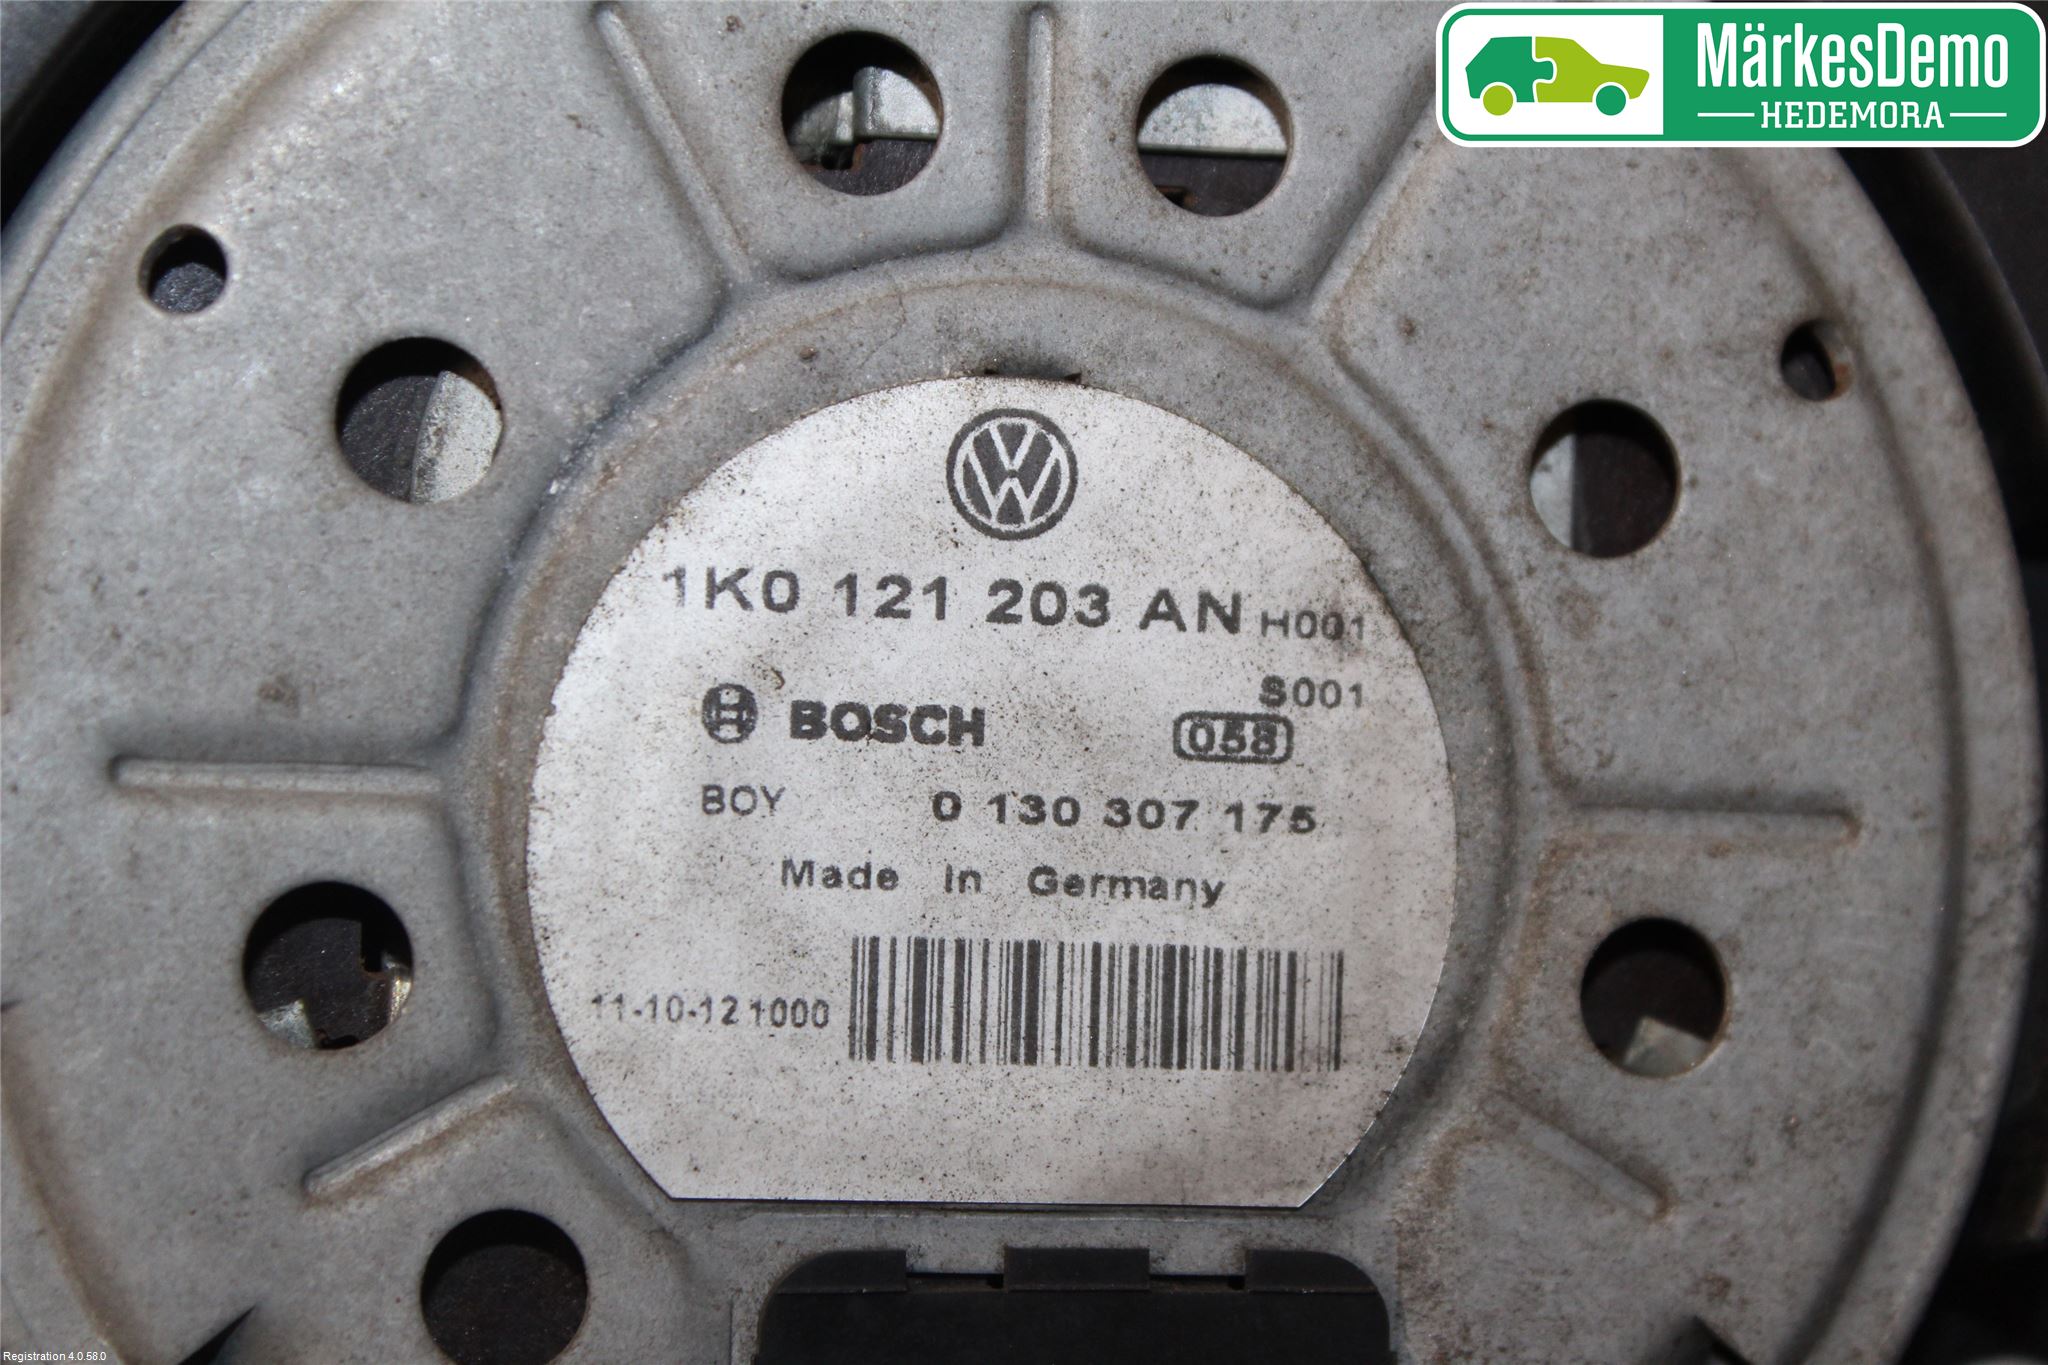 MärkesDemo
HEDEMORA
1K0 121 203 AN H001
S001
BOSCH
058
BOY 0 130 307 175
Made in Germany
11-10-12 1000
Registration 4.0.58.0